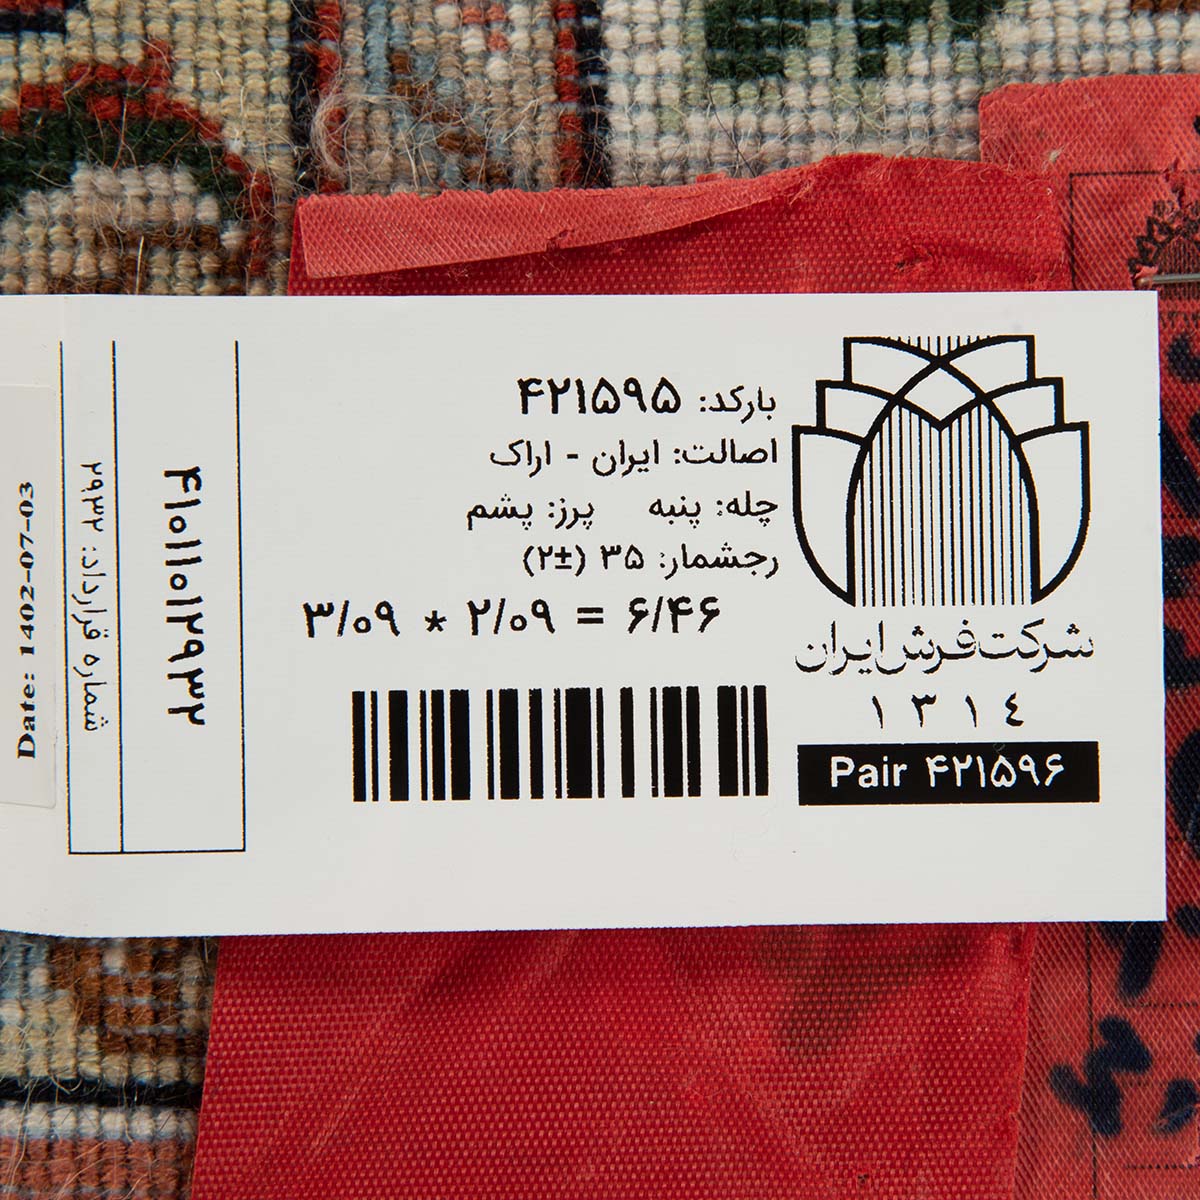 بارکد: ۴۲۱۵۹۵
اصالت: ایران - اراک
چله: پنبه پرز: پشم
رجشمار: ۳۵ (±۲)
۳/۰۹ * ۲/۰۹ = ۶/۴۶
شرکت فرش ایران
١٣١٤
Pair ۴۲۱۵۹۶
۴۱۰۱۱۰۱۲۹۳۲
شماره قرارداد: ۲۹۳۲
Date: 1402-07-03